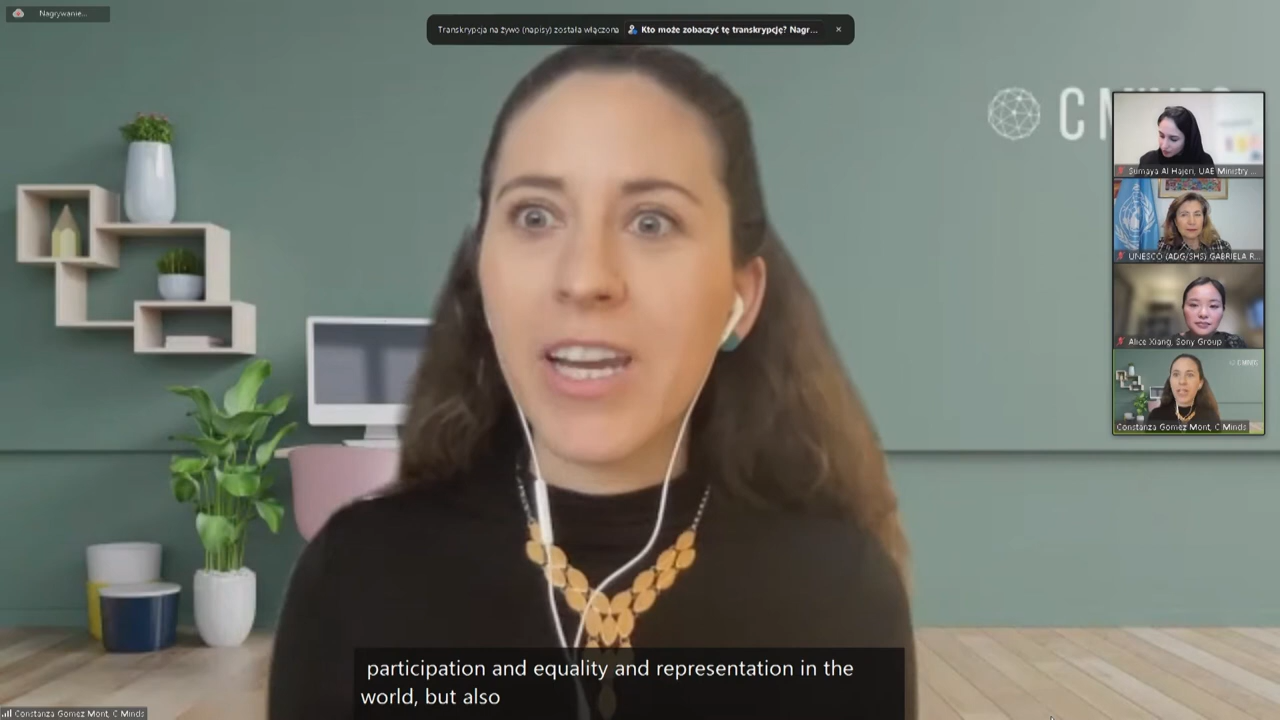 Nagrywanie...
Transkrypcja na żywo (napisy) została włączona Kto może zobaczyć tę transkrypcję? Nagr...
C
Sumaya Al Hajeri, UAE Ministry ...
UNESCO (ADG/SHS) GABRIELA R...
Alice Xiang, Sony Group
C MINDS
Constanza Gomez Mont, C Minds
participation and equality and representation in the
world, but also
Constanza Gomez Mont, C Minds